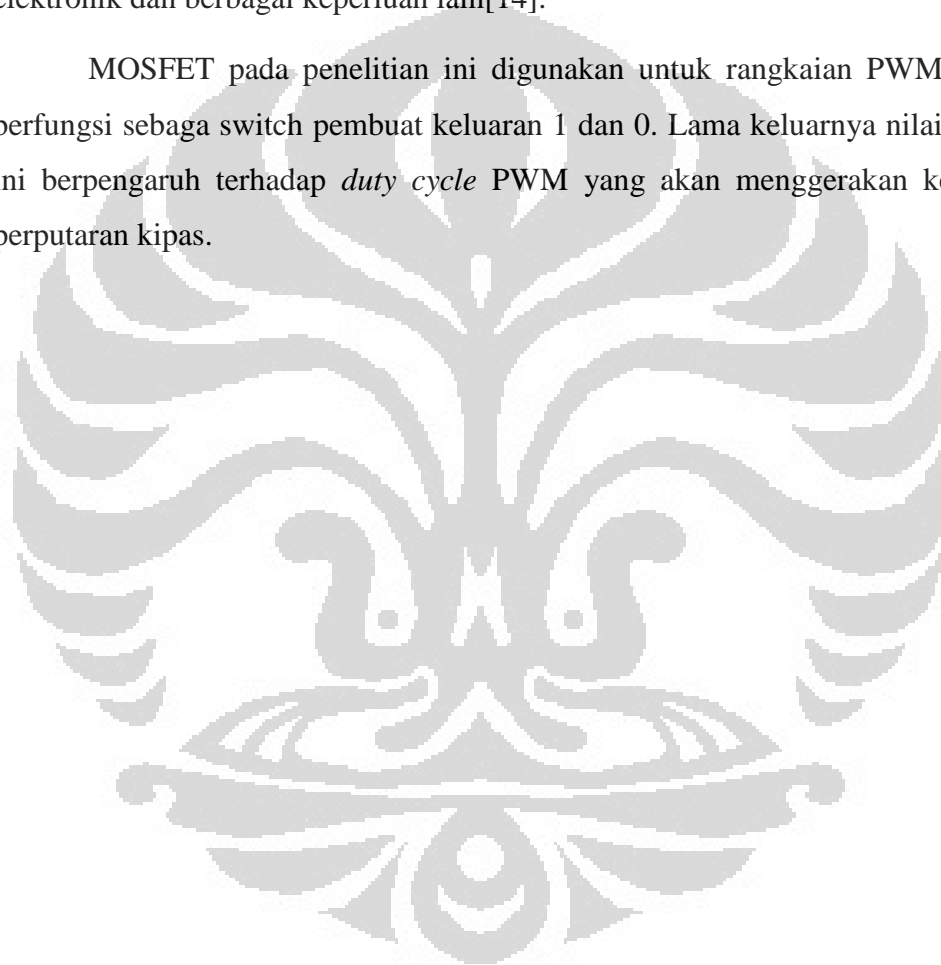 elektronik dan berbagai keperluan lain[14].
MOSFET pada penelitian ini digunakan untuk rangkaian PWM
berfungsi sebaga switch pembuat keluaran 1 dan 0. Lama keluarnya nilai
ini berpengaruh terhadap duty cycle PWM yang akan menggerakan
perputaran kipas.